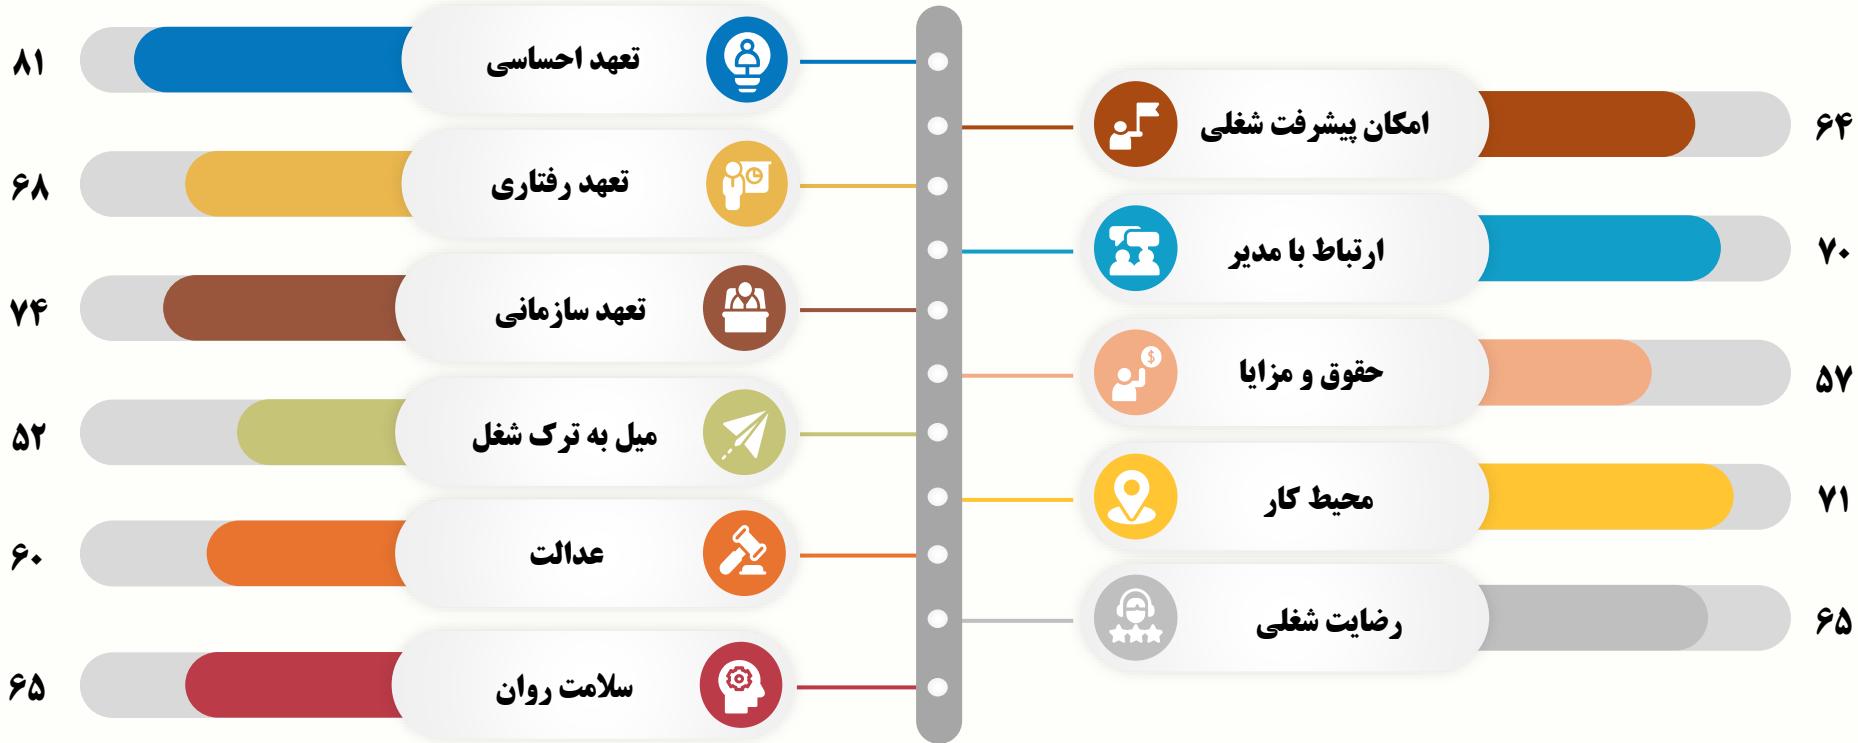 تعهد احساسی ۸۱
امکان پیشرفت شغلی ۶۴
تعهد رفتاری ۶۸
ارتباط با مدیر ۷۰
تعهد سازمانی ۷۴
حقوق و مزایا ۵۷
میل به ترک شغل ۵۲
محیط کار ۷۱
عدالت ۶۰
رضایت شغلی ۶۵
سلامت روان ۶۵